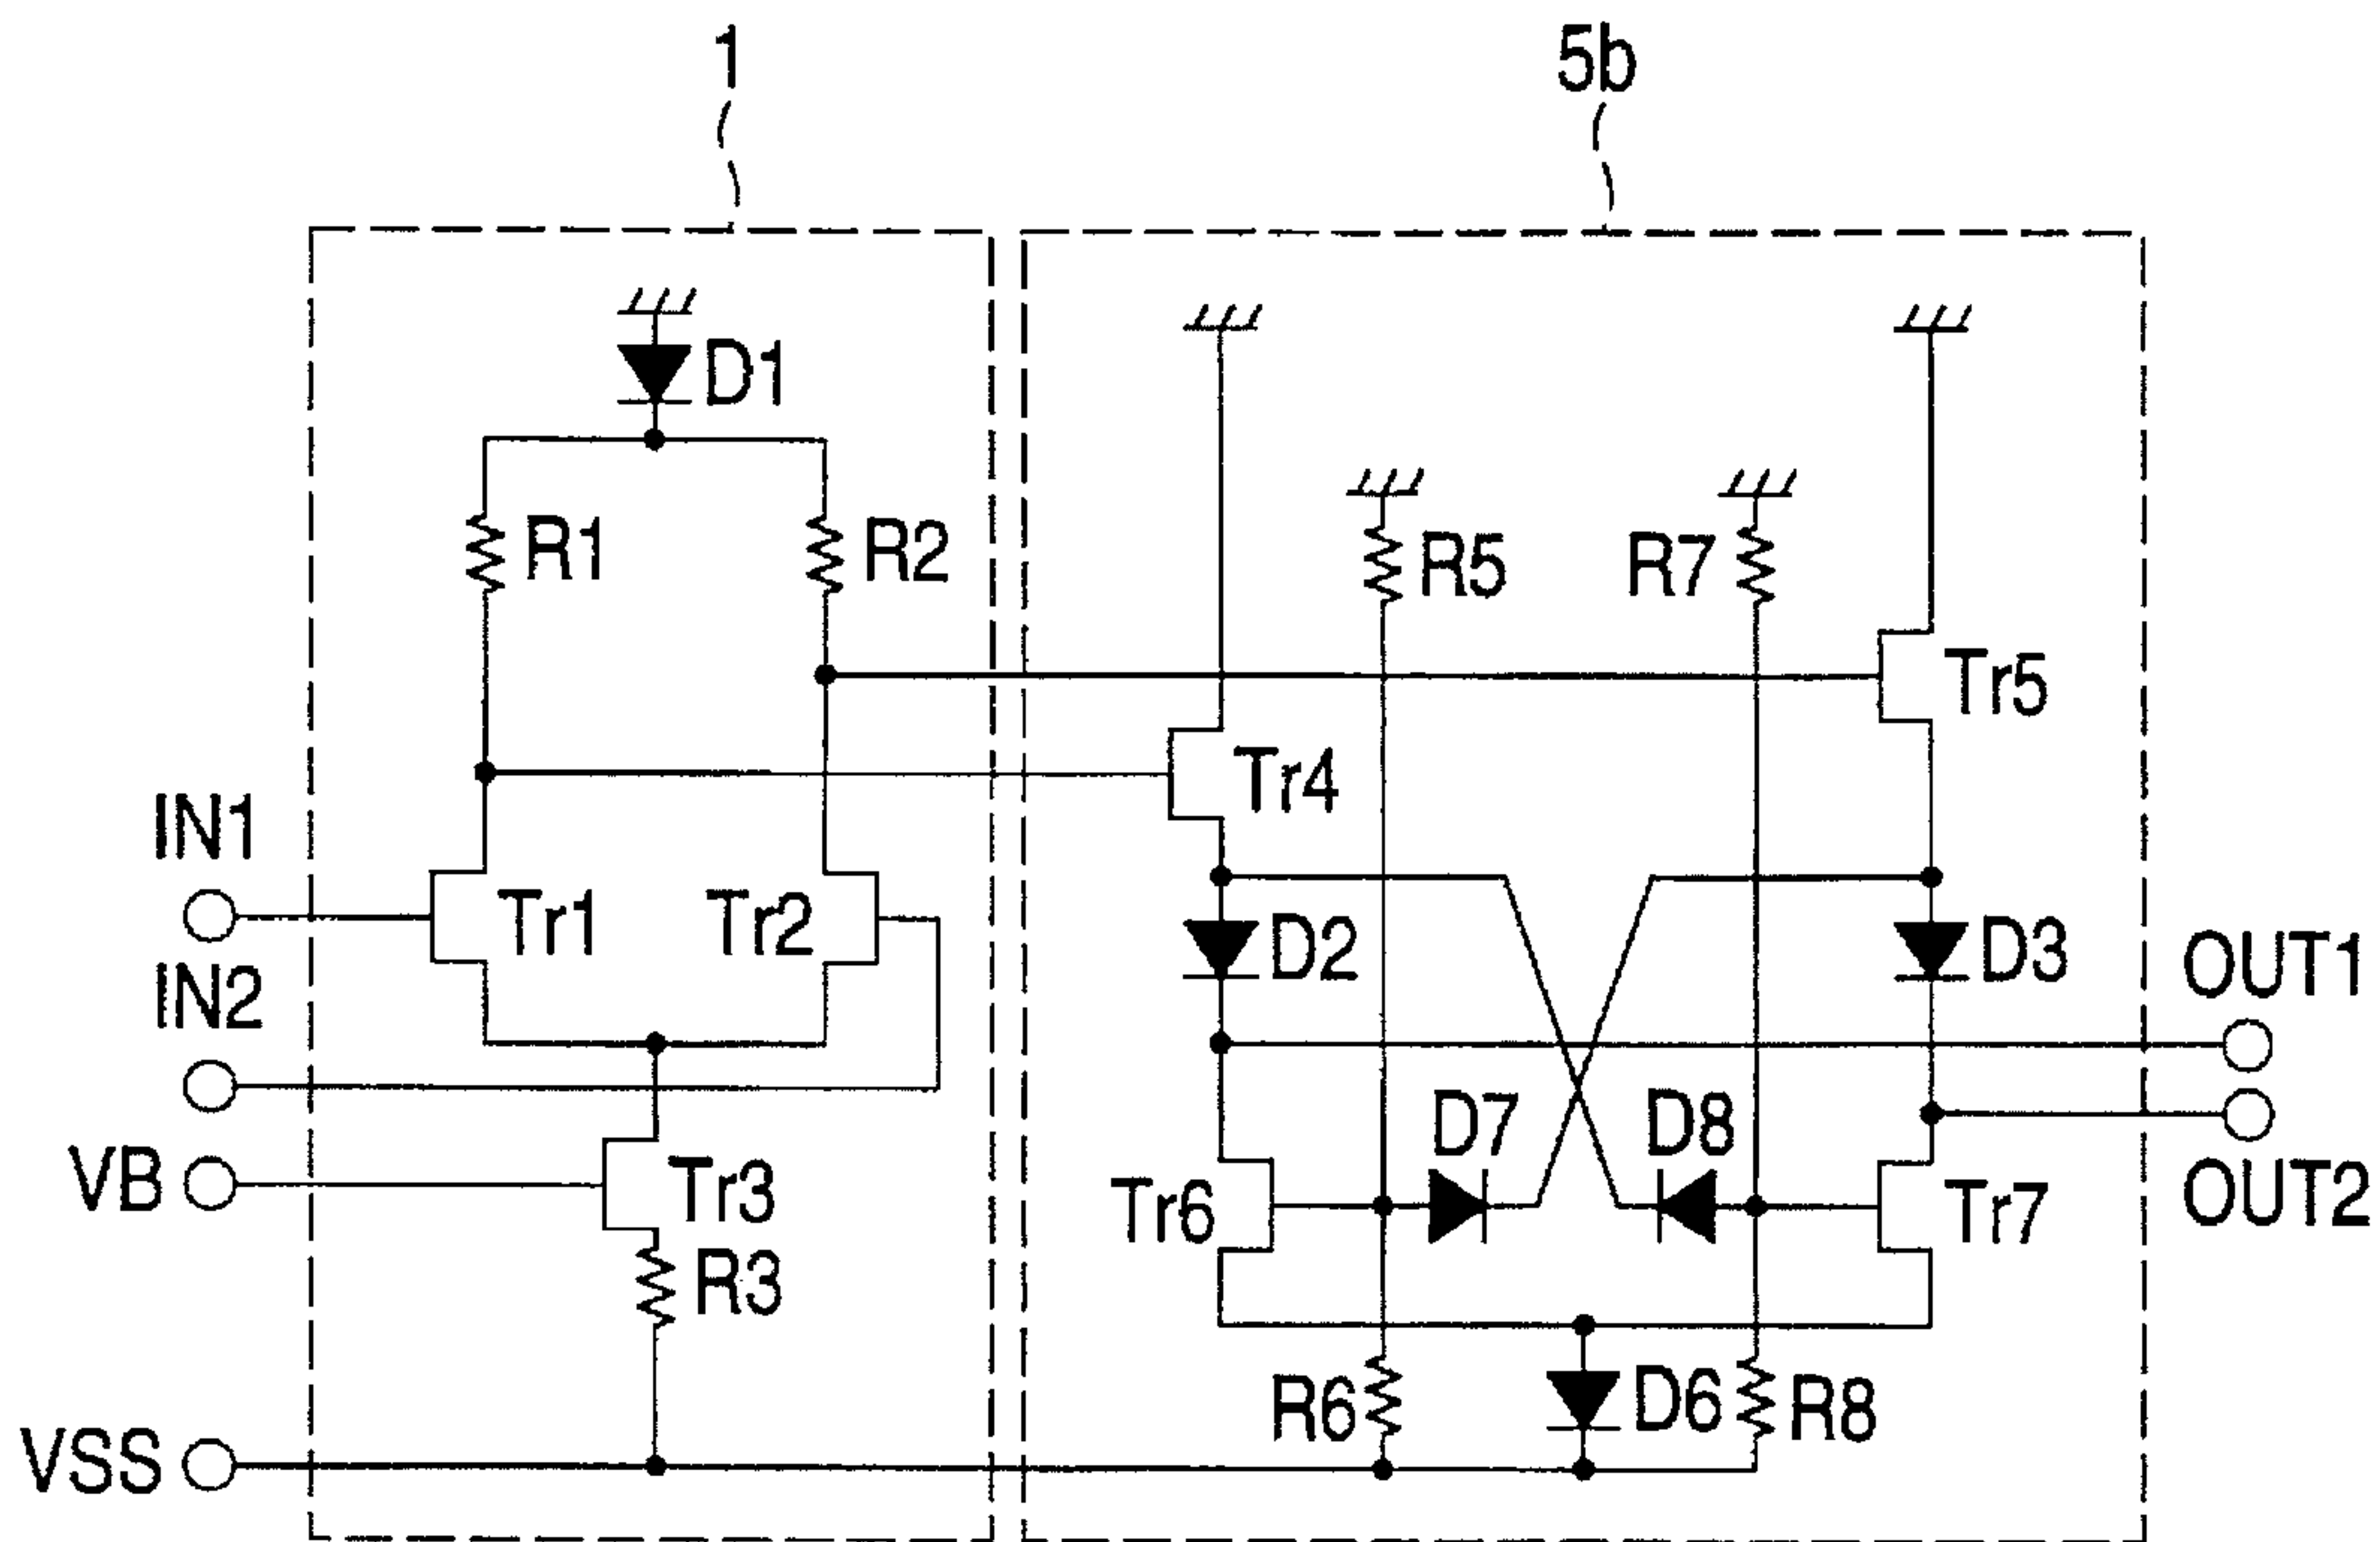 1
5b
D1
R1
R2
R5
R7
Tr5
Tr4
IN1
Tr1
Tr2
D2
D3
OUT1
IN2
D7
D8
VB
Tr3
Tr6
Tr7
OUT2
R3
R6
D6
R8
VSS